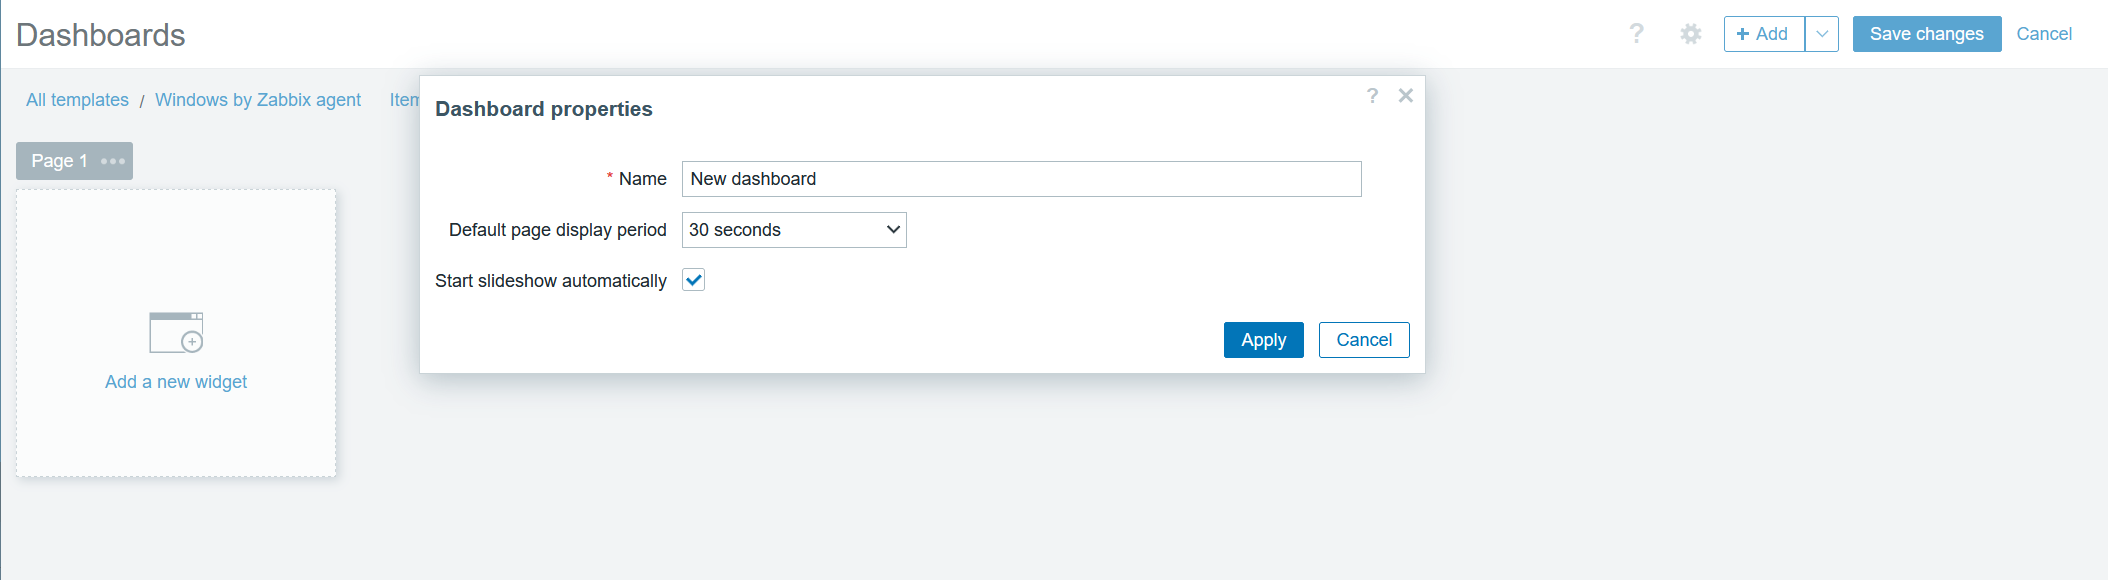 Dashboards
? + Add Save changes Cancel
All templates / Windows by Zabbix agent Item
Dashboard properties ?
Page 1
* Name New dashboard
Default page display period 30 seconds
Start slideshow automatically
Apply Cancel
Add a new widget